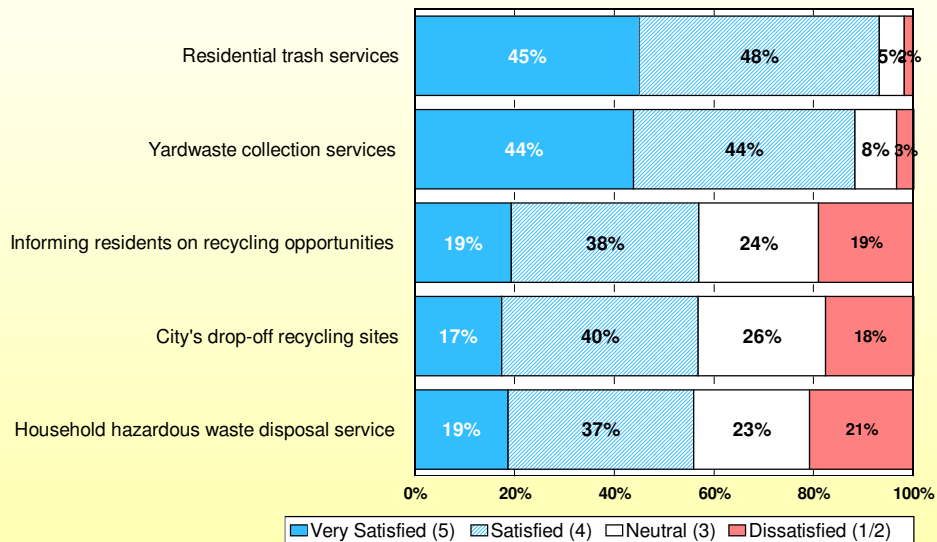 Residential trash services 45% 48% 5% 2%
Yardwaste collection services 44% 44% 8% 3%
Informing residents on recycling opportunities 19% 38% 24% 19%
City's drop-off recycling sites 17% 40% 26% 18%
Household hazardous waste disposal service 19% 37% 23% 21%
0% 20% 40% 60% 80% 100%
Very Satisfied (5) Satisfied (4) Neutral (3) Dissatisfied (1/2)